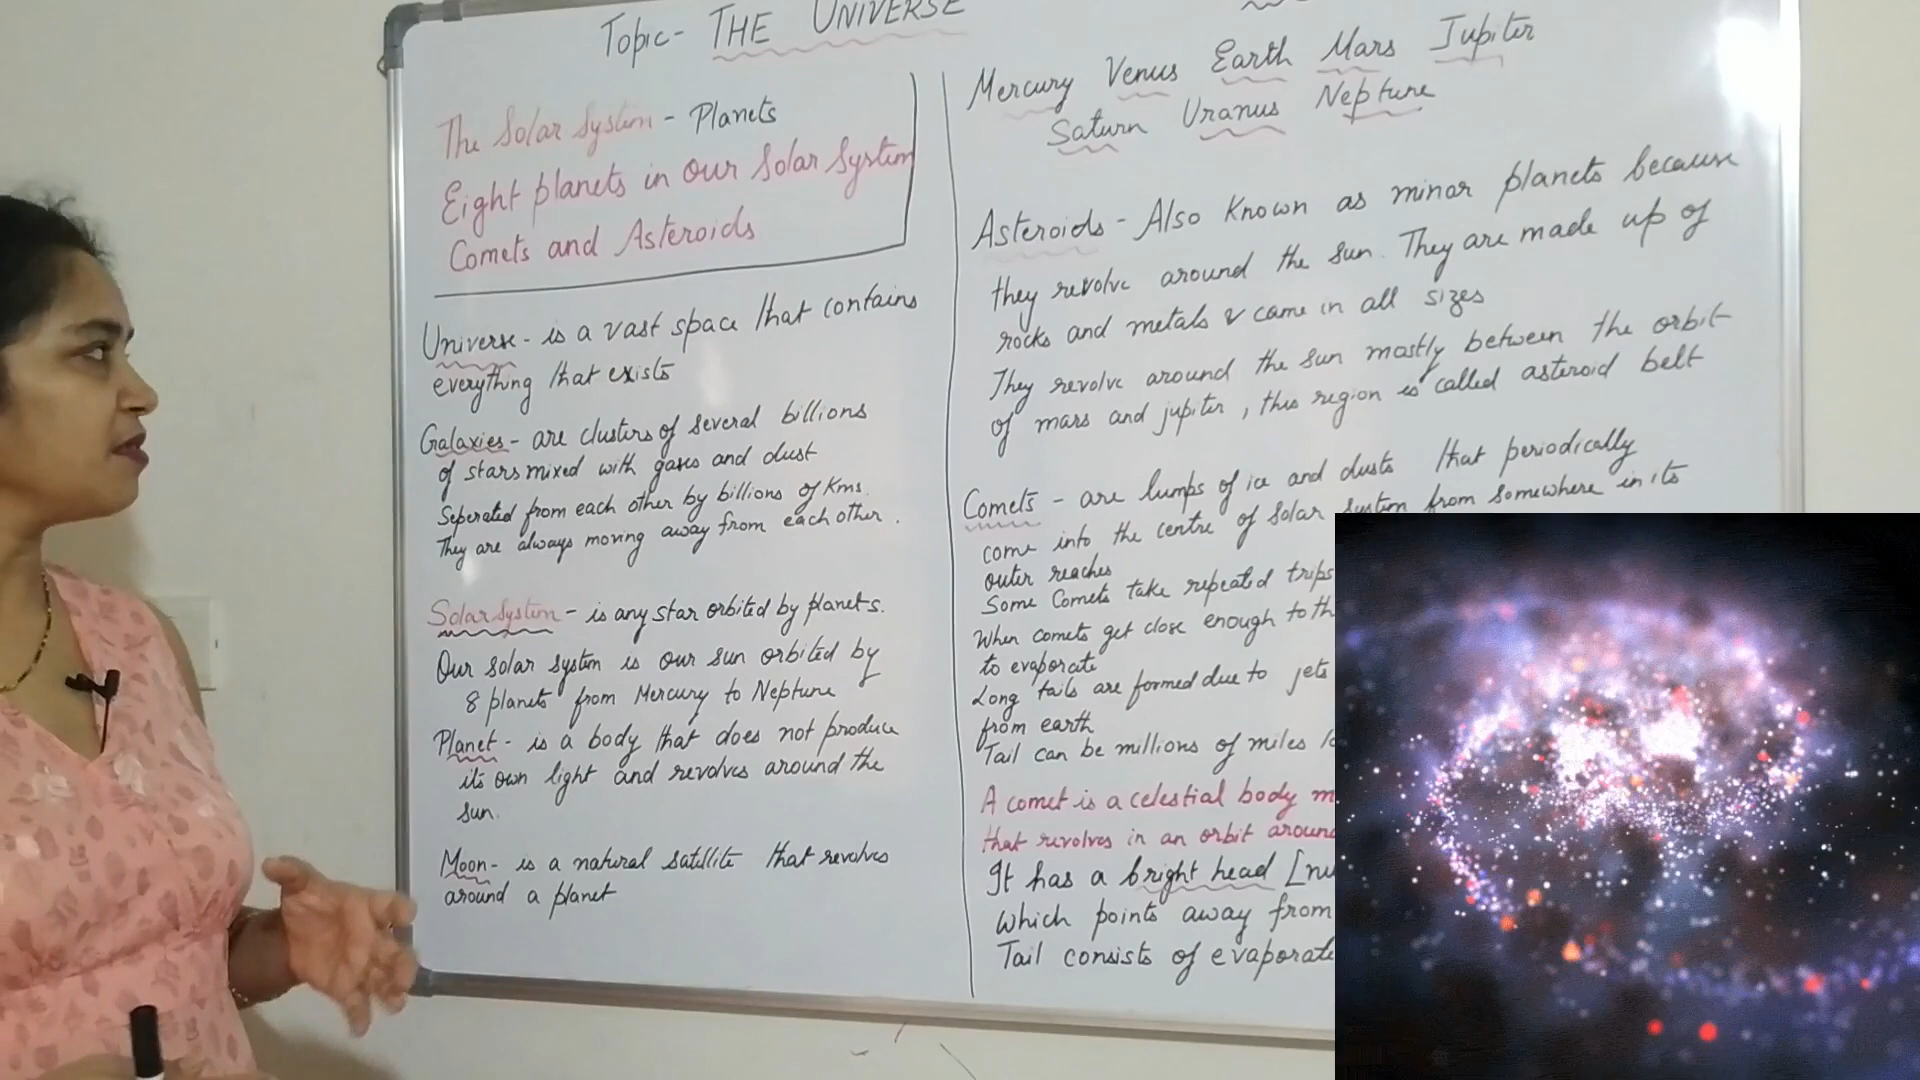 Topic- THE UNIVERSE
The Solar System - Planets
Eight planets in our Solar System
Comets and Asteroids
Universe - is a vast space that contains
everything that exists
Galaxies - are clusters of several billions
of stars mixed with gases and dust
Seperated from each other by billions of Kms.
They are always moving away from each other.
Solar System - is any star orbited by planets.
Our solar system is our sun orbited by
8 planets from Mercury to Neptune
Planet - is a body that does not produce
its own light and revolves around the
sun.
Moon - is a natural satellite that revolves
around a planet
Mercury Venus Earth Mars Jupiter
Saturn Uranus Neptune
Asteroids - Also known as minor planets because
they revolve around the sun. They are made up of
rocks and metals & come in all sizes
They revolve around the sun mostly between the orbit
of mars and jupiter, this region is called asteroid belt
Comets - are lumps of ice and dusts that periodically
come into the centre of solar system from somewhere in its
outer reaches
Some Comets take repeated trips
When comets get close enough to th
to evaporate
Long tails are formed due to jets
from earth
Tail can be millions of miles lo
A comet is a celestial body m
that revolves in an orbit around
It has a bright head [nu
which points away from
Tail consists of evaporate